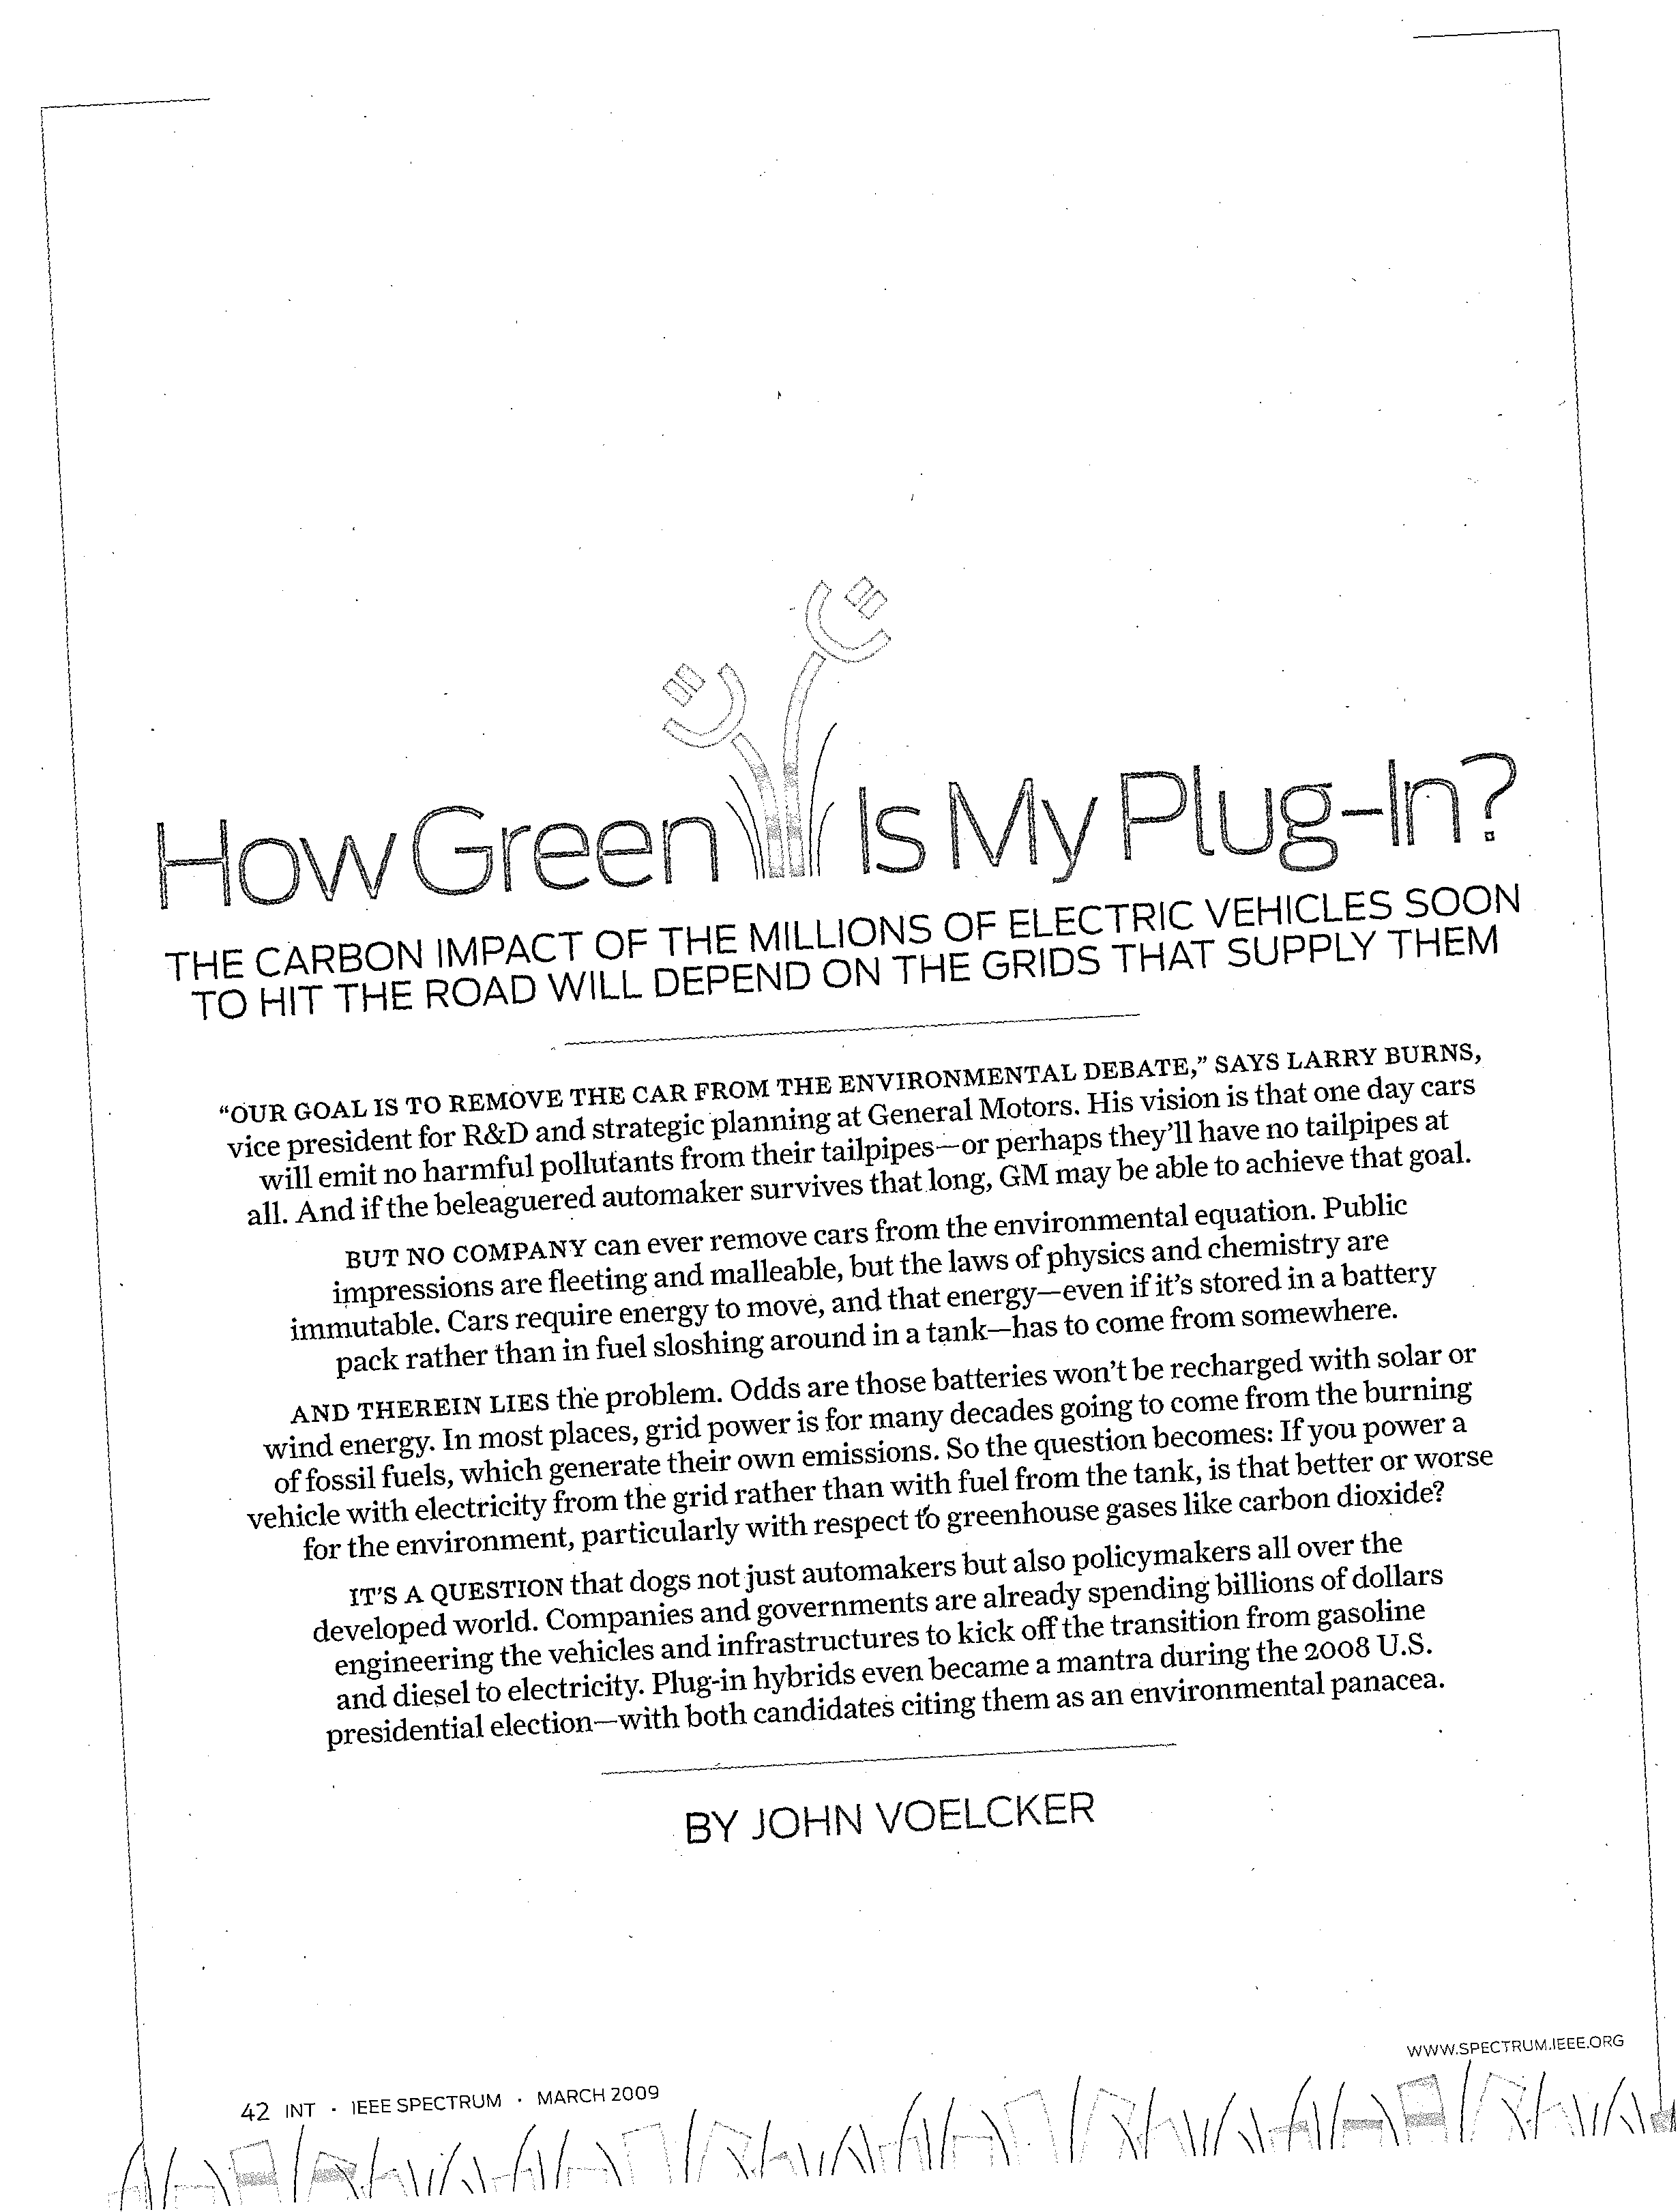 How Green Is My Plug-In?
THE CARBON IMPACT OF THE MILLIONS OF ELECTRIC VEHICLES SOON
TO HIT THE ROAD WILL DEPEND ON THE GRIDS THAT SUPPLY THEM
“OUR GOAL IS TO REMOVE THE CAR FROM THE ENVIRONMENTAL DEBATE,” SAYS LARRY BURNS,
vice president for R&D and strategic planning at General Motors. His vision is that one day cars
will emit no harmful pollutants from their tailpipes—or perhaps they’ll have no tailpipes at
all. And if the beleaguered automaker survives that long, GM may be able to achieve that goal.
BUT NO COMPANY can ever remove cars from the environmental equation. Public
impressions are fleeting and malleable, but the laws of physics and chemistry are
immutable. Cars require energy to move, and that energy—even if it’s stored in a battery
pack rather than in fuel sloshing around in a tank—has to come from somewhere.
AND THEREIN LIES the problem. Odds are those batteries won’t be recharged with solar or
wind energy. In most places, grid power is for many decades going to come from the burning
of fossil fuels, which generate their own emissions. So the question becomes: If you power a
vehicle with electricity from the grid rather than with fuel from the tank, is that better or worse
for the environment, particularly with respect to greenhouse gases like carbon dioxide?
IT’S A QUESTION that dogs not just automakers but also policymakers all over the
developed world. Companies and governments are already spending billions of dollars
engineering the vehicles and infrastructures to kick off the transition from gasoline
and diesel to electricity. Plug-in hybrids even became a mantra during the 2008 U.S.
presidential election—with both candidates citing them as an environmental panacea.
BY JOHN VOELCKER
WWW.SPECTRUM.IEEE.ORG
42 INT · IEEE SPECTRUM · MARCH 2009